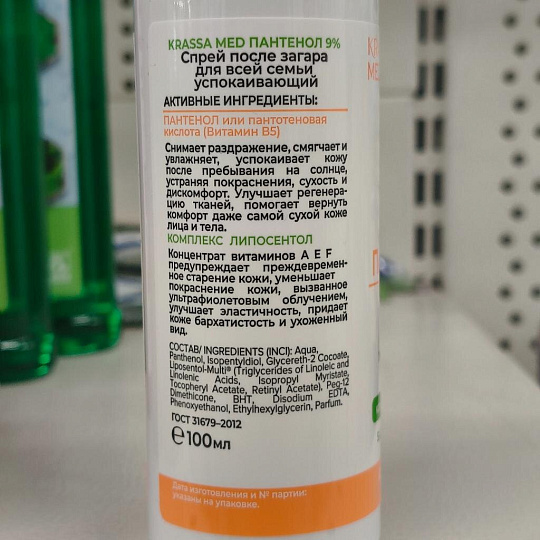 KRASSA MED ПАНТЕНОЛ 9%
Спрей после загара
для всей семьи
успокаивающий
АКТИВНЫЕ ИНГРЕДИЕНТЫ:
ПАНТЕНОЛ или пантотеновая
кислота (Витамин B5)
Снимает раздражение, смягчает и
увлажняет, успокаивает кожу
после пребывания на солнце,
устраняя покраснения, сухость и
дискомфорт. Улучшает регенера-
цию тканей, помогает вернуть
комфорт даже самой сухой коже
лица и тела.
КОМПЛЕКС ЛИПОСЕНТОЛ
Концентрат витаминов A E F
предупреждает преждевремен-
ное старение кожи, уменьшает
покраснение кожи, вызванное
ультрафиолетовым облучением,
улучшает эластичность, придает
коже бархатистость и ухоженный
вид.
СОСТАВ/ INGREDIENTS (INCI): Aqua,
Panthenol, Isopentyldiol, Glycereth-2 Cocoate,
Liposentol-Multi® (Triglycerides of Linoleic and
Linolenic Acids, Isopropyl Myristate,
Tocopheryl Acetate, Retinyl Acetate), Peg-12
Dimethicone, BHT, Disodium EDTA,
Phenoxyethanol, Ethylhexylglycerin, Parfum.
ГОСТ 31679-2012
℮100мл
Дата изготовления и № партии:
указаны на упаковке.